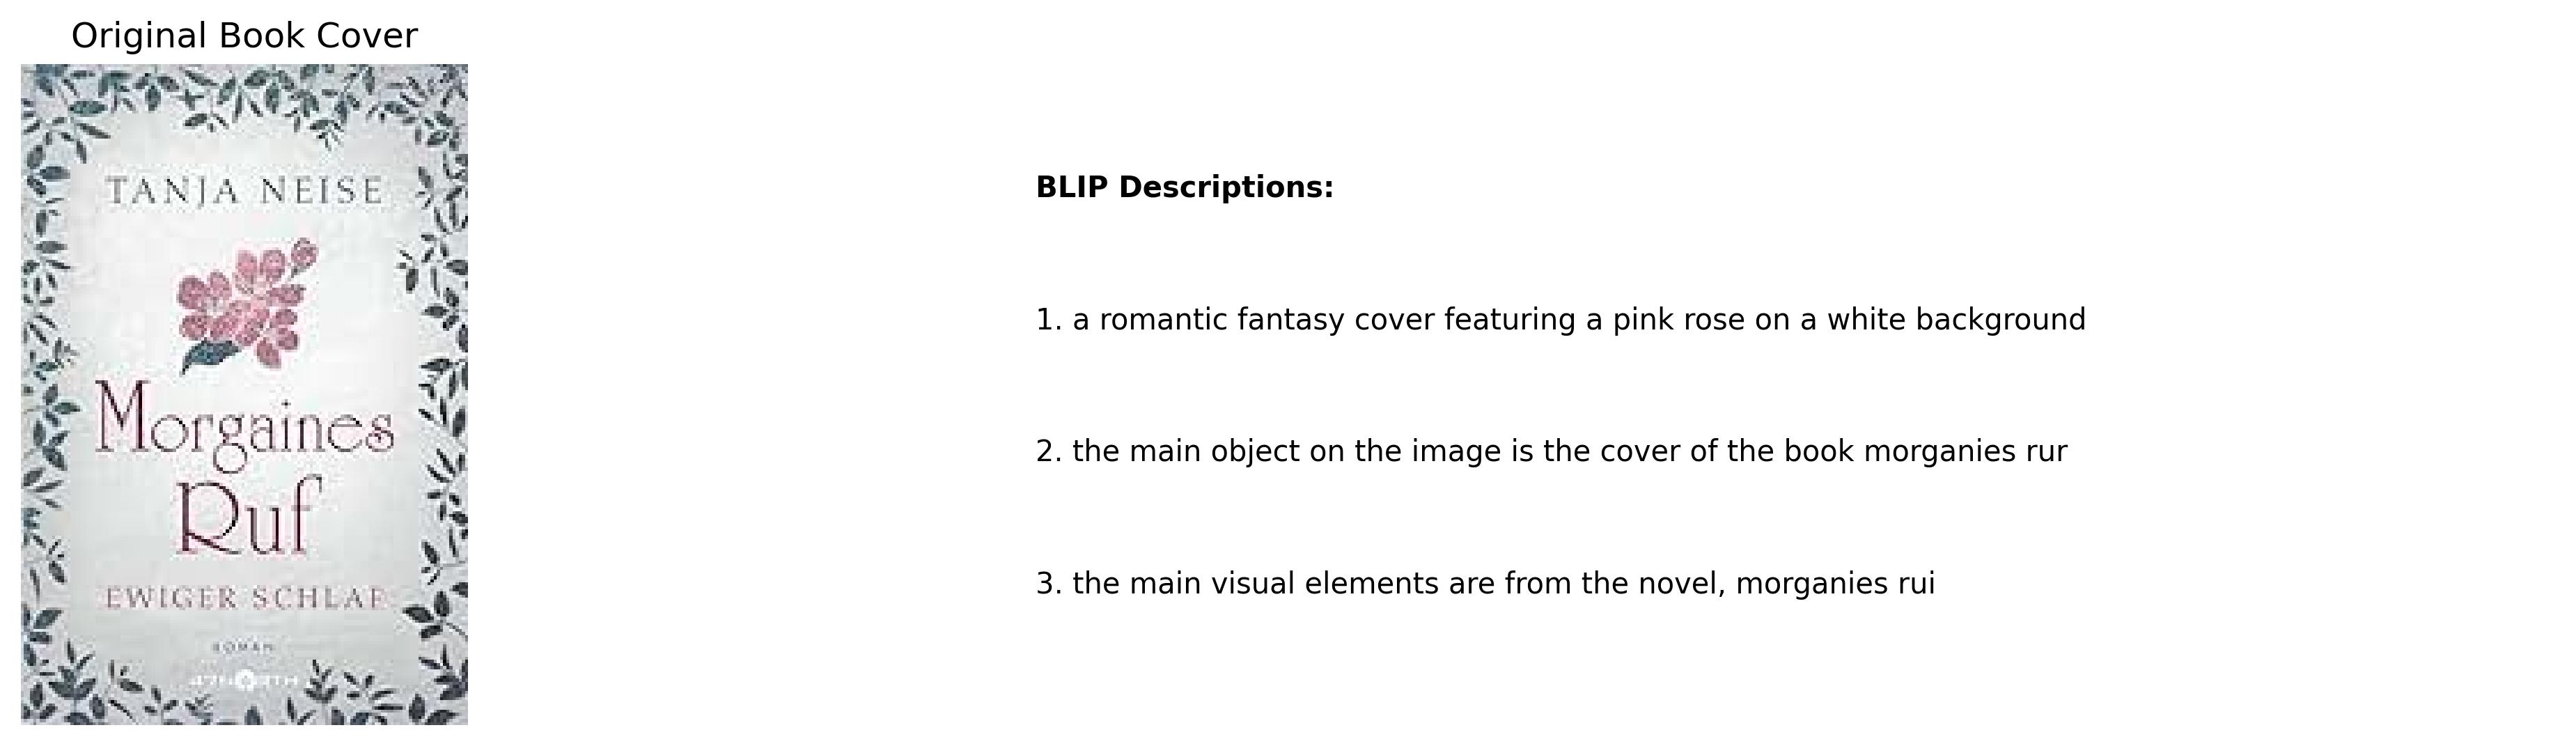 Original Book Cover
TANJA NEISE
Morgaines
Ruf
EWIGER SCHLAF
ROMAN
47NORTH
BLIP Descriptions:
1. a romantic fantasy cover featuring a pink rose on a white background
2. the main object on the image is the cover of the book morganies rur
3. the main visual elements are from the novel, morganies rui